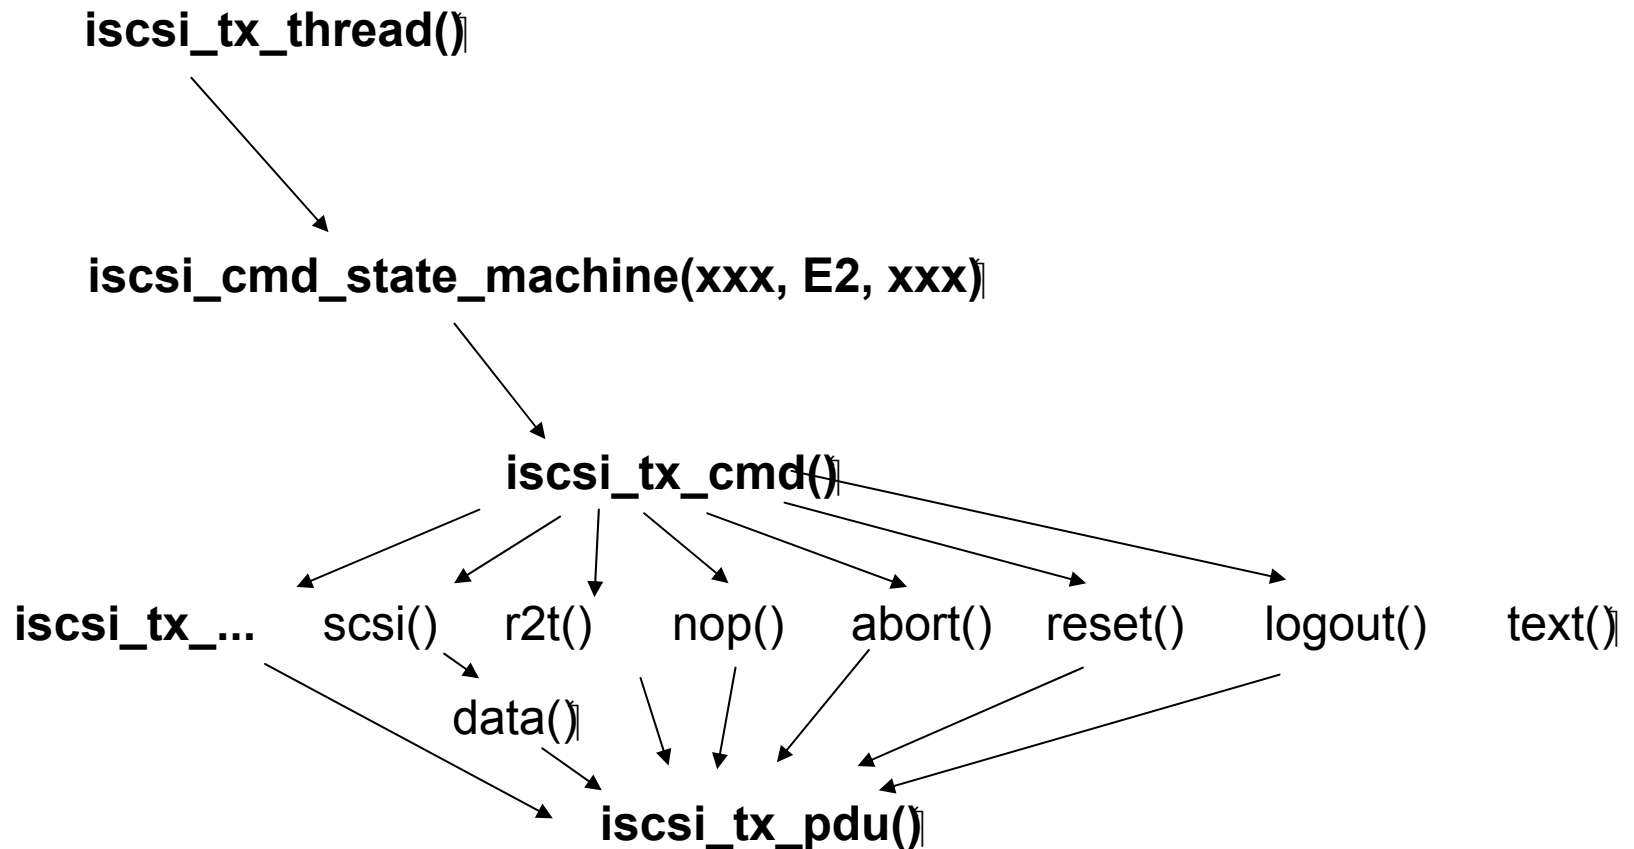 iscsi_tx_thread()
iscsi_cmd_state_machine(xxx, E2, xxx)
iscsi_tx_cmd()
iscsi_tx_... scsi() r2t() nop() abort() reset() logout() text()
data()
iscsi_tx_pdu()